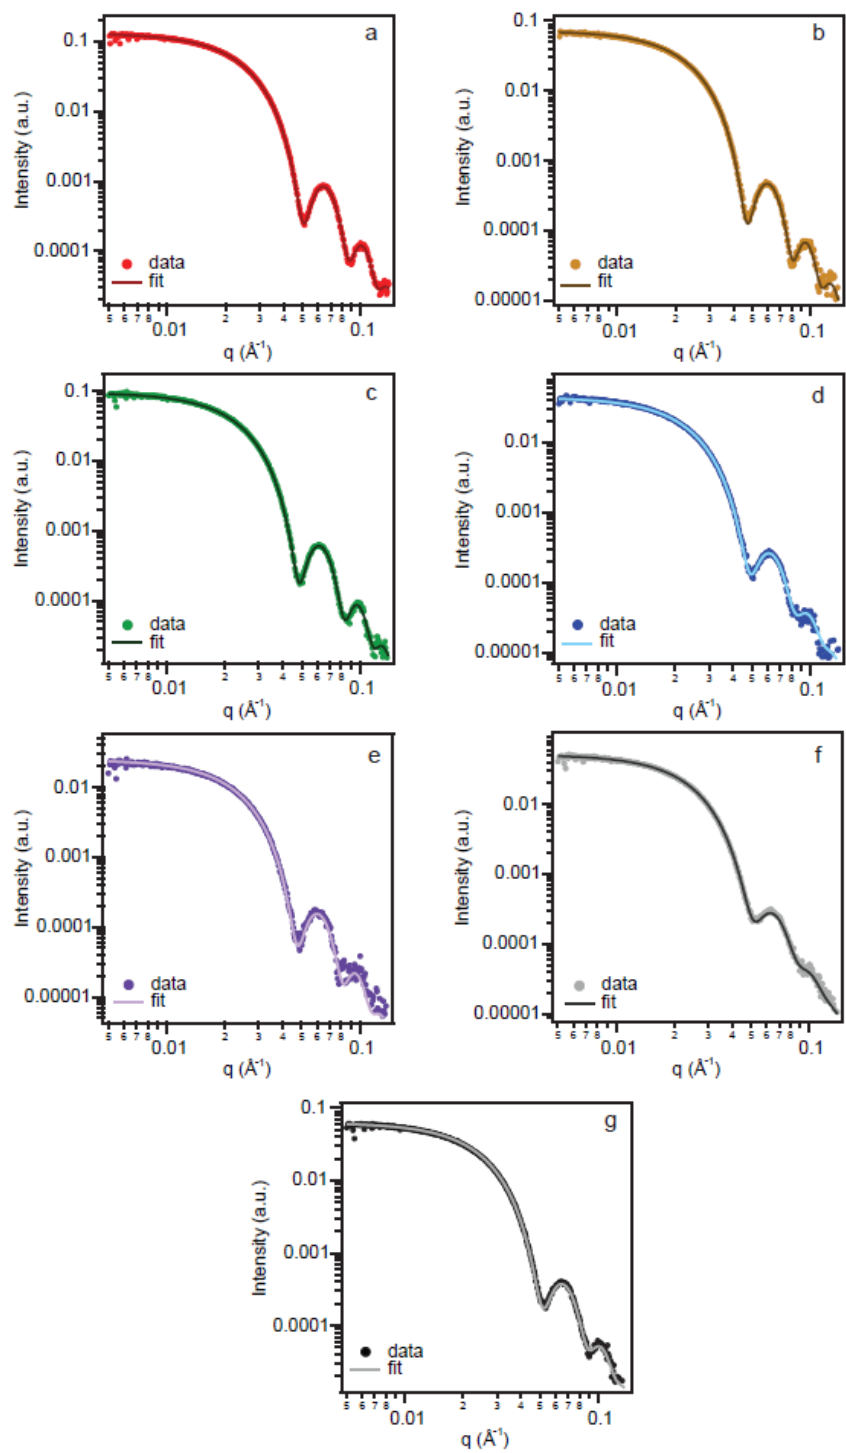 a
0.1
0.01
0.001
0.0001
Intensity (a.u.)
data
fit
5 6 7 8 0.01 2 3 4 5 6 7 8 0.1
q (Å⁻¹)
b
0.1
0.01
0.001
0.0001
0.00001
Intensity (a.u.)
data
fit
5 6 7 8 0.01 2 3 4 5 6 7 8 0.1
q (Å⁻¹)
c
0.1
0.01
0.001
0.0001
Intensity (a.u.)
data
fit
5 6 7 8 0.01 2 3 4 5 6 7 8 0.1
q (Å⁻¹)
d
0.01
0.001
0.0001
0.00001
Intensity (a.u.)
data
fit
5 6 7 8 0.01 2 3 4 5 6 7 8 0.1
q (Å⁻¹)
e
0.01
0.001
0.0001
0.00001
Intensity (a.u.)
data
fit
5 6 7 8 0.01 2 3 4 5 6 7 8 0.1
q (Å⁻¹)
f
0.01
0.001
0.0001
0.00001
Intensity (a.u.)
data
fit
5 6 7 8 0.01 2 3 4 5 6 7 8 0.1
q (Å⁻¹)
g
0.1
0.01
0.001
0.0001
Intensity (a.u.)
data
fit
5 6 7 8 0.01 2 3 4 5 6 7 8 0.1
q (Å⁻¹)